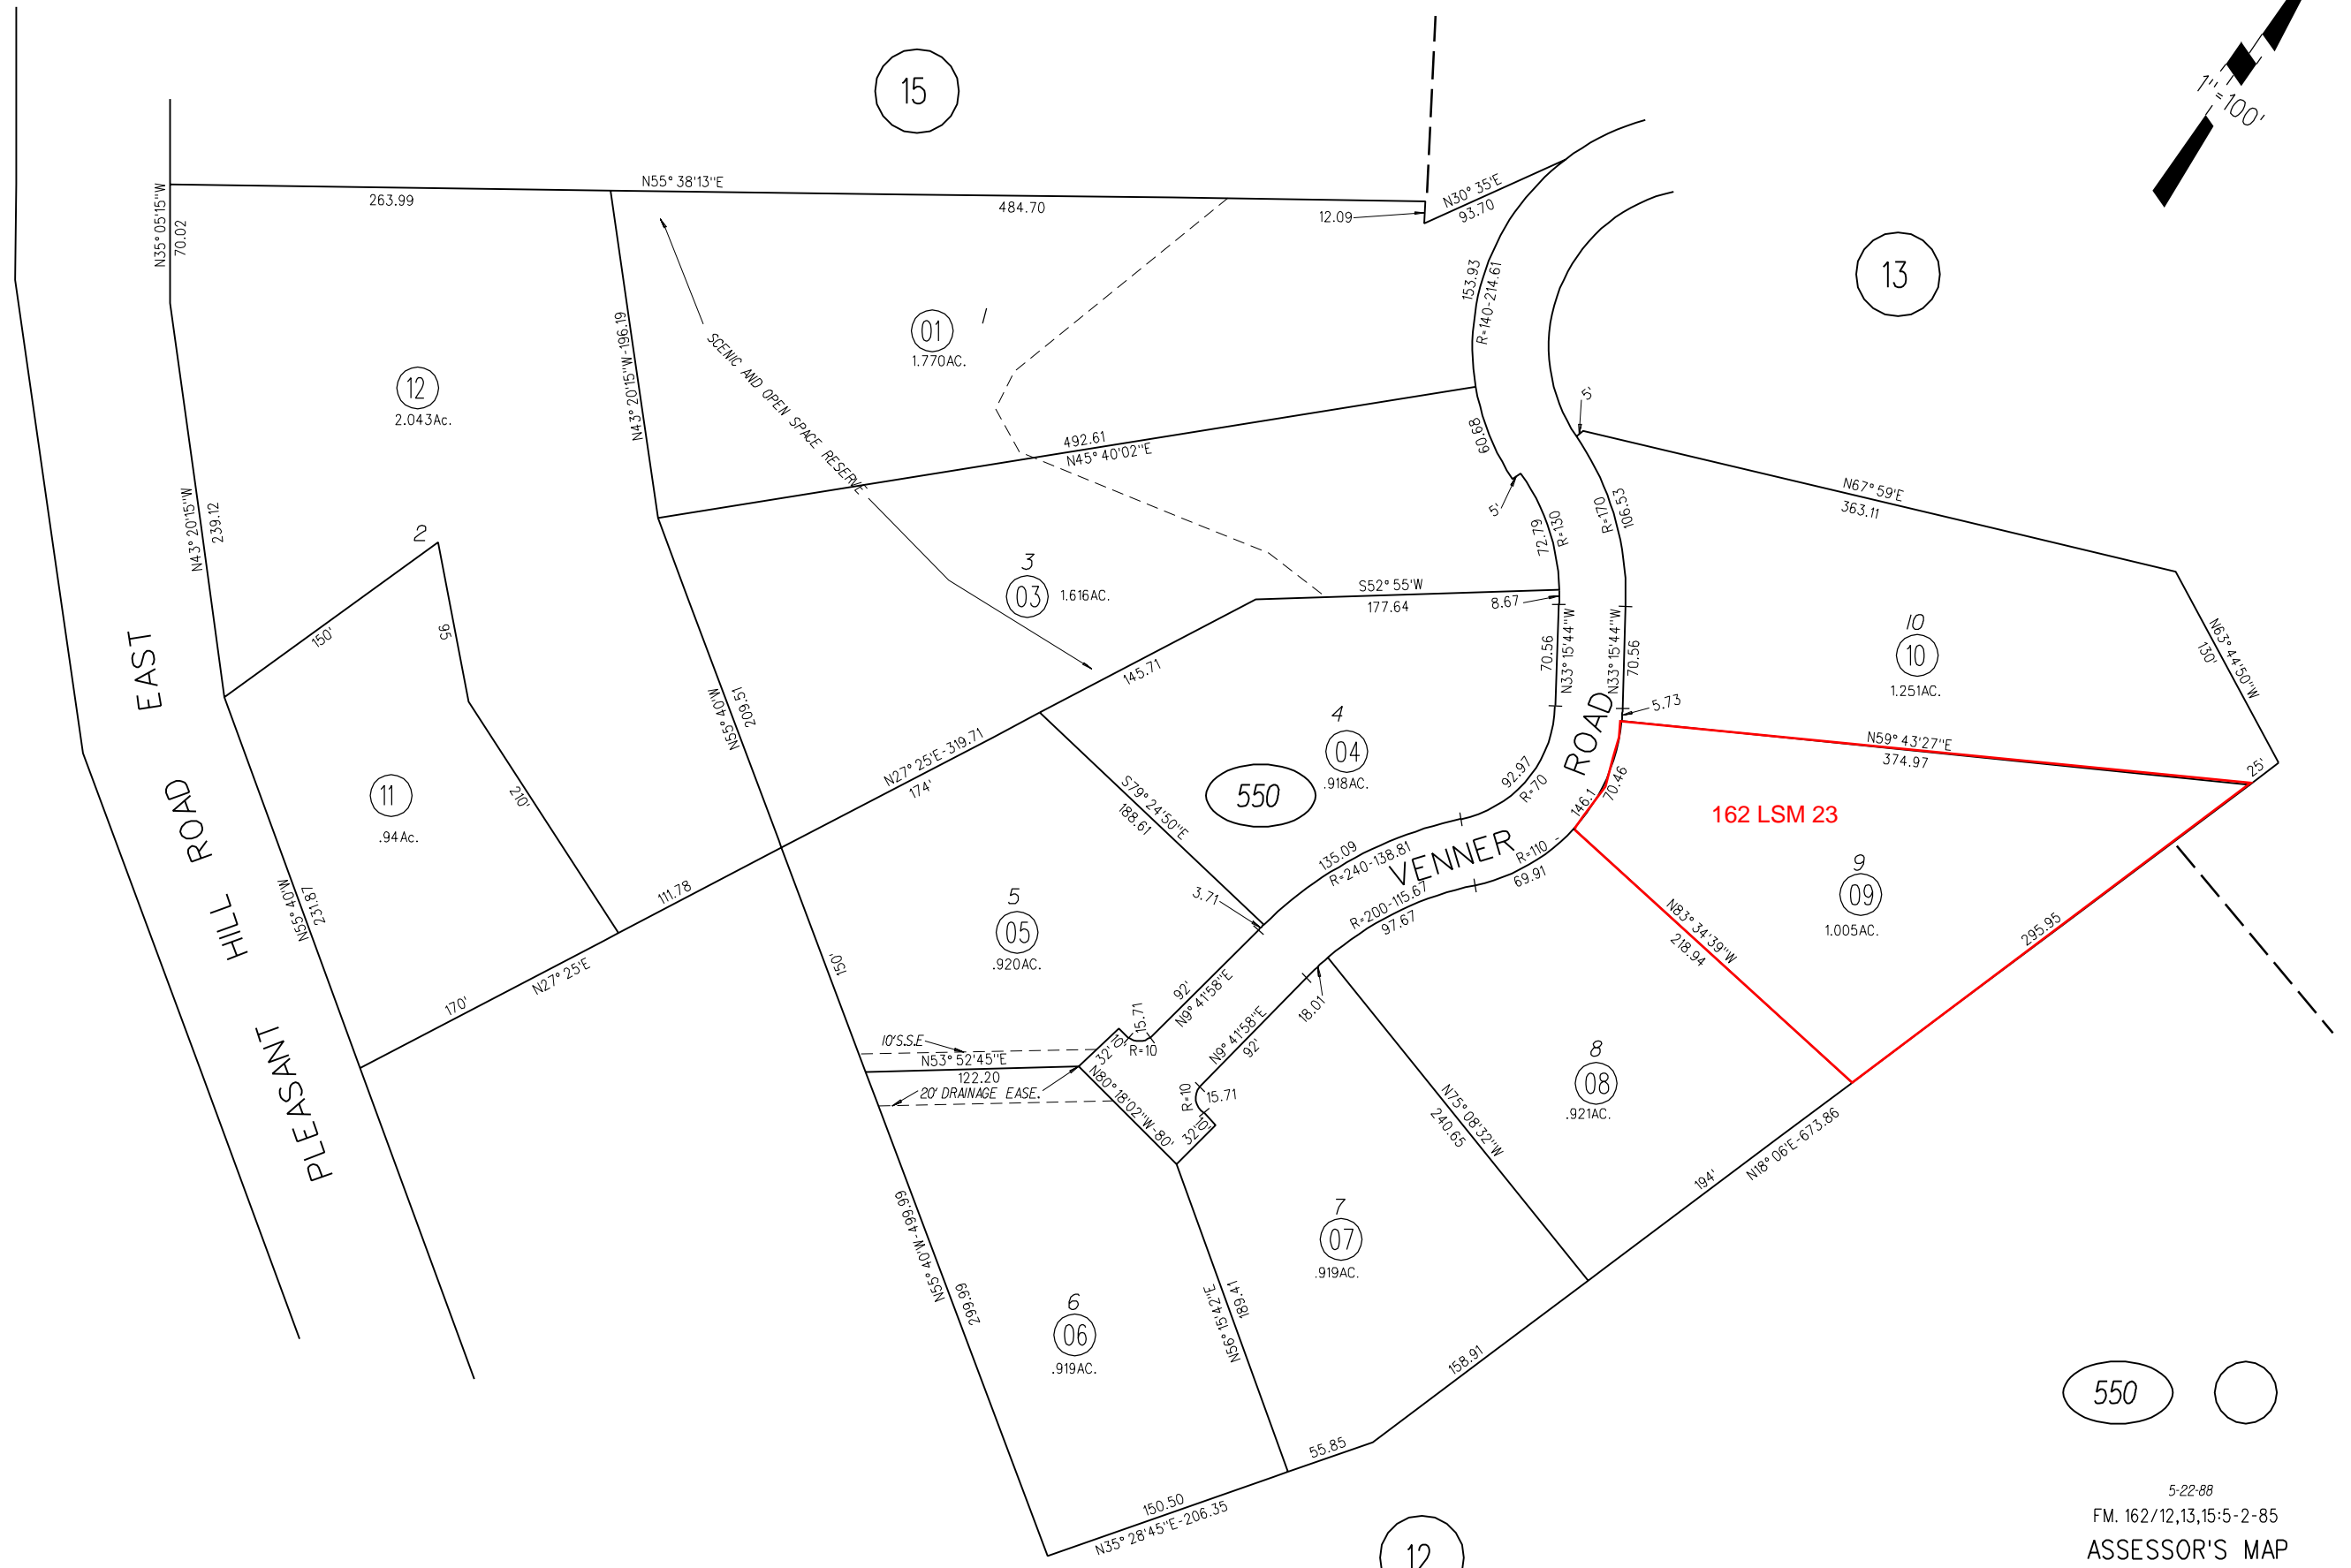 15
1"=100'
N55° 38'13"E
263.99
484.70
12.09
N30° 35'E
93.70
N35° 05'15"W
70.02
13
153.93
R=140-214.61
01
1
1.770AC.
N43° 20'15"W-196.19
SCENIC AND OPEN SPACE RESERVE
12
2.043Ac.
492.61
N45° 40'02"E
60.68
5'
5'
N67° 59'E
363.11
N43° 20'15"W
239.12
2
72.79
R=130
R=170
106.53
3
03
1.616AC.
S52° 55'W
177.64
8.67
150'
95
70.56
N33° 15'44"W
N33° 15'44"W
70.56
10
10
1.251AC.
N63° 44'50"W
130'
EAST
145.71
N55° 40'W
209.51
5.73
4
04
.918AC.
ROAD
N59° 43'27"E
374.97
25'
N27° 25'E-319.71
174'
S79° 24'50"E
188.61
550
92.97
R=70
146.1
70.46
162 LSM 23
11
.94Ac.
210'
ROAD
135.09
R=240-138.81
VENNER
R=110
69.91
9
09
1.005AC.
HILL
N55° 40'W
231.87
111.78
5
05
.920AC.
3.71
R=200-115.67
97.67
N83° 34'39"W
218.94
295.95
N27° 25'E
170'
150'
92'
N9° 41'58"E
18.01
15.71
R=10
32'
10'
10'S.S.E
N53° 52'45"E
122.20
20' DRAINAGE EASE.
N9° 41'58"E
92'
PLEASANT
N80° 18'02"W-80'
R=10
15.71
32'
10'
N75° 08'32"W
240.65
8
08
.921AC.
194'
N18° 06'E-673.86
N55° 40'W-499.99
299.99
7
07
.919AC.
N56° 15'42"E
189.41
6
06
.919AC.
158.91
55.85
150.50
N35° 28'45"E-206.35
550
5-22-88
FM. 162/12,13,15:5-2-85
12
ASSESSOR'S MAP